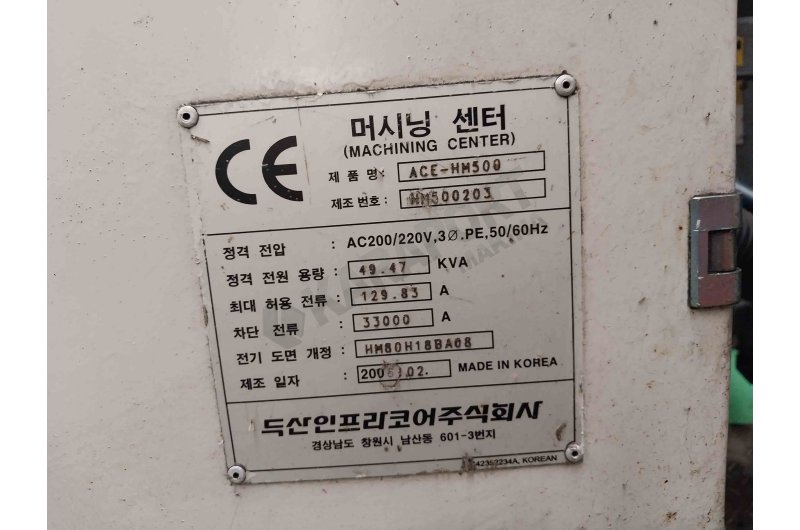 CE
머시닝 센터
(MACHINING CENTER)
제 품 명: ACE-HM500
제조 번호: HM500203
정격 전압 : AC200/220V,3Ø.PE,50/60Hz
정격 전원 용량 : 49.47 KVA
최대 허용 전류 : 129.83 A
차단 전류 : 33000 A
전기 도면 개정 : HM80H18BA08
제조 일자 : MADE IN KOREA
두산인프라코어주식회사
경상남도 창원시 남산동 601-3번지
KOREAN